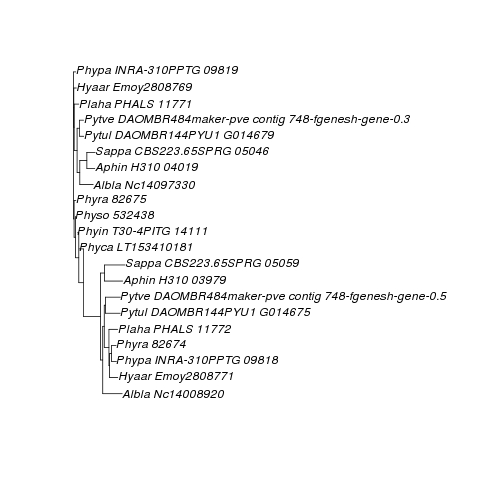 Phypa INRA-310PPTG 09819
Hyaar Emoy2808769
Plaha PHALS 11771
Pytve DAOMBR484maker-pve contig 748-fgenesh-gene-0.3
Pytul DAOMBR144PYU1 G014679
Sappa CBS223.65SPRG 05046
Aphin H310 04019
Albla Nc14097330
Phyra 82675
Physo 532438
Phyin T30-4PITG 14111
Phyca LT153410181
Sappa CBS223.65SPRG 05059
Aphin H310 03979
Pytve DAOMBR484maker-pve contig 748-fgenesh-gene-0.5
Pytul DAOMBR144PYU1 G014675
Plaha PHALS 11772
Phyra 82674
Phypa INRA-310PPTG 09818
Hyaar Emoy2808771
Albla Nc14008920